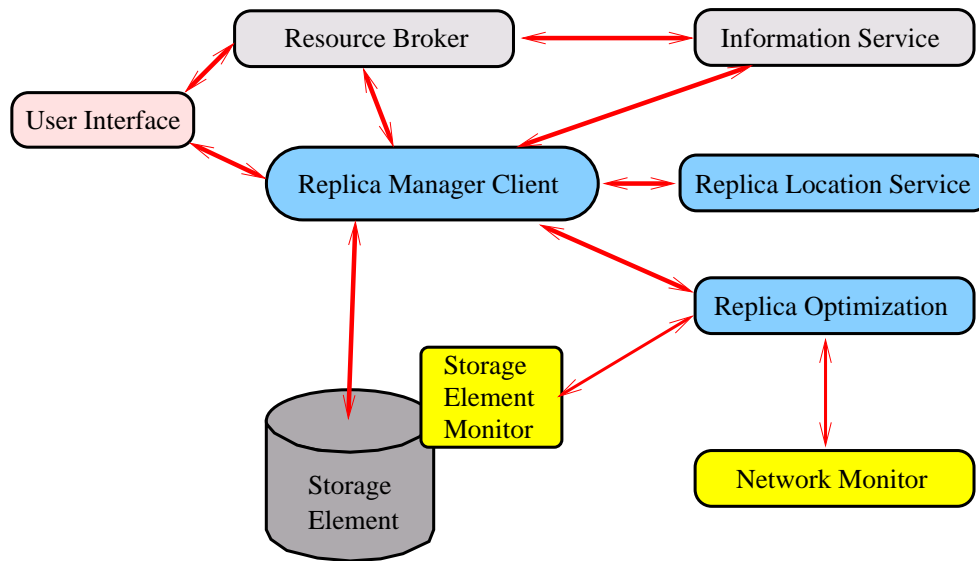 Resource Broker
Information Service
User Interface
Replica Manager Client
Replica Location Service
Replica Optimization
Storage
Element
Monitor
Network Monitor
Storage
Element